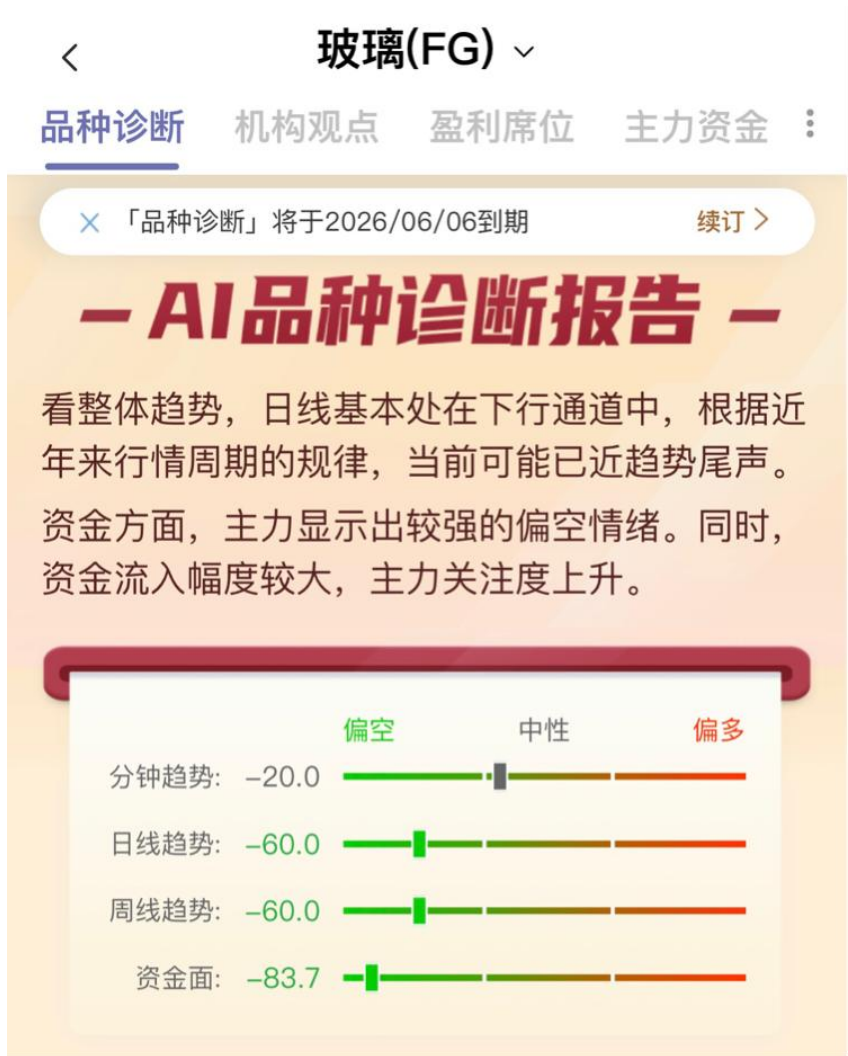 玻璃(FG)
品种诊断 机构观点 盈利席位 主力资金
「品种诊断」将于2026/06/06到期 续订
AI品种诊断报告
看整体趋势，日线基本处在下行通道中，根据近
年来行情周期的规律，当前可能已近趋势尾声。
资金方面，主力显示出较强的偏空情绪。同时，
资金流入幅度较大，主力关注度上升。
偏空 中性 偏多
分钟趋势: -20.0
日线趋势: -60.0
周线趋势: -60.0
资金面: -83.7